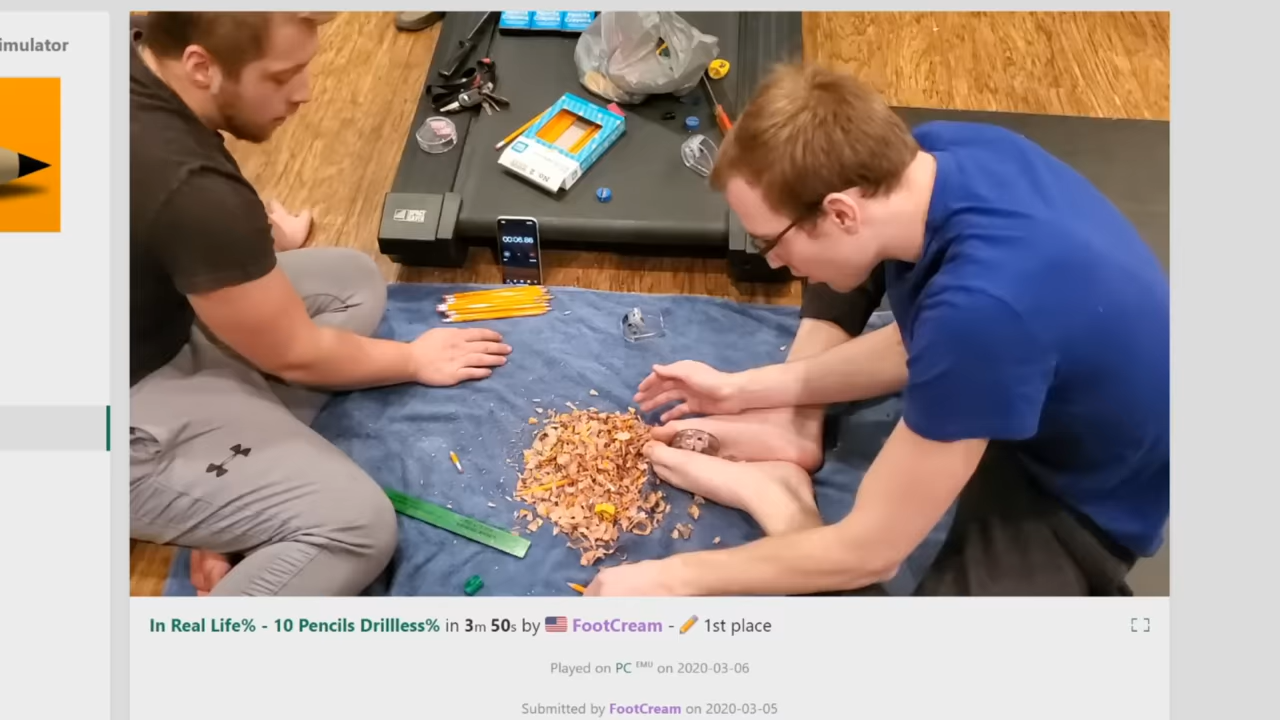 imulator
00:06.86
In Real Life% - 10 Pencils Drillless% in 3m 50s by FootCream - 1st place
Played on PC EMU on 2020-03-06
Submitted by FootCream on 2020-03-05